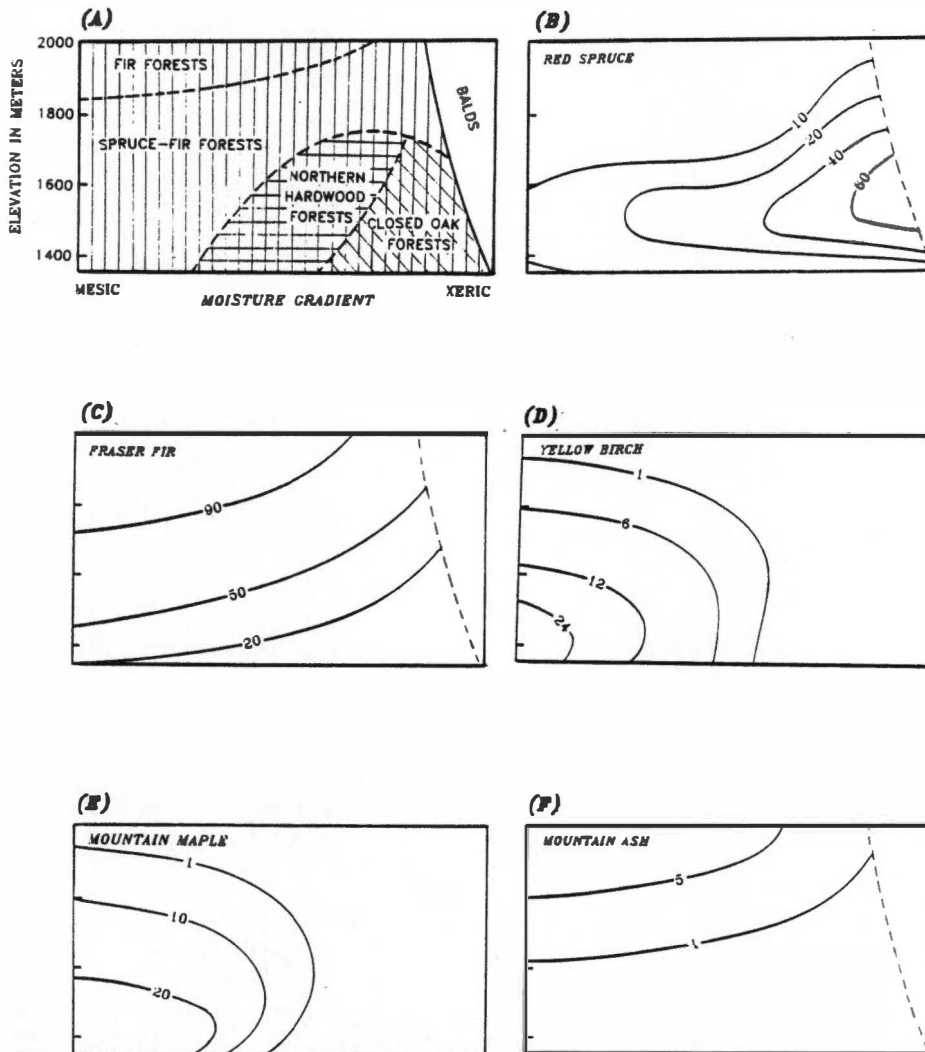 (A)
ELEVATION IN METERS
2000
1800
1600
1400
FIR FORESTS
SPRUCE-FIR FORESTS
NORTHERN
HARDWOOD
FORESTS
CLOSED OAK
FORESTS
BALDS
MESIC
MOISTURE GRADIENT
XERIC
(B)
RED SPRUCE
10
20
40
60
(C)
FRASER FIR
90
50
20
(D)
YELLOW BIRCH
1
6
12
24
(E)
MOUNTAIN MAPLE
1
10
20
(F)
MOUNTAIN ASH
5
1